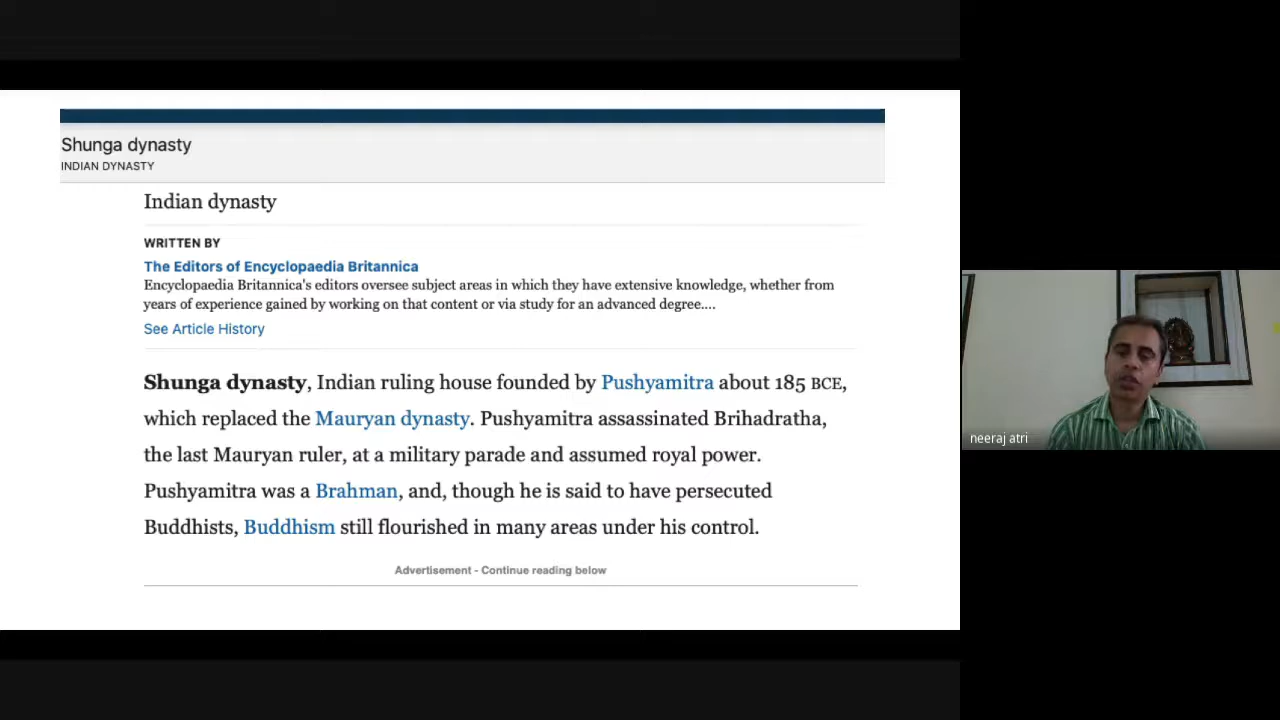 Shunga dynasty
INDIAN DYNASTY
Indian dynasty
WRITTEN BY
The Editors of Encyclopaedia Britannica
Encyclopaedia Britannica's editors oversee subject areas in which they have extensive knowledge, whether from
years of experience gained by working on that content or via study for an advanced degree....
See Article History
Shunga dynasty, Indian ruling house founded by Pushyamitra about 185 BCE,
which replaced the Mauryan dynasty. Pushyamitra assassinated Brihadratha,
the last Mauryan ruler, at a military parade and assumed royal power.
Pushyamitra was a Brahman, and, though he is said to have persecuted
Buddhists, Buddhism still flourished in many areas under his control.
Advertisement - Continue reading below
neeraj atri